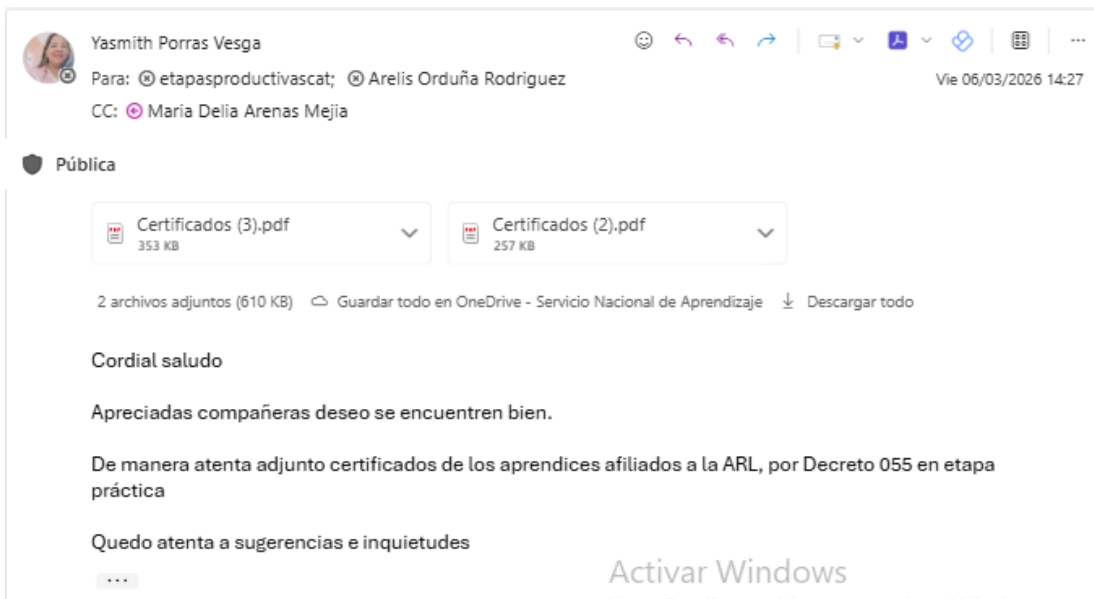 Yasmith Porras Vesga
Para: etapasproductivascat; Arelis Orduña Rodriguez
Vie 06/03/2026 14:27
CC: Maria Delia Arenas Mejia
Pública
Certificados (3).pdf
353 KB
Certificados (2).pdf
257 KB
2 archivos adjuntos (610 KB) Guardar todo en OneDrive - Servicio Nacional de Aprendizaje Descargar todo
Cordial saludo
Apreciadas compañeras deseo se encuentren bien.
De manera atenta adjunto certificados de los aprendices afiliados a la ARL, por Decreto 055 en etapa
práctica
Quedo atenta a sugerencias e inquietudes
...
Activar Windows